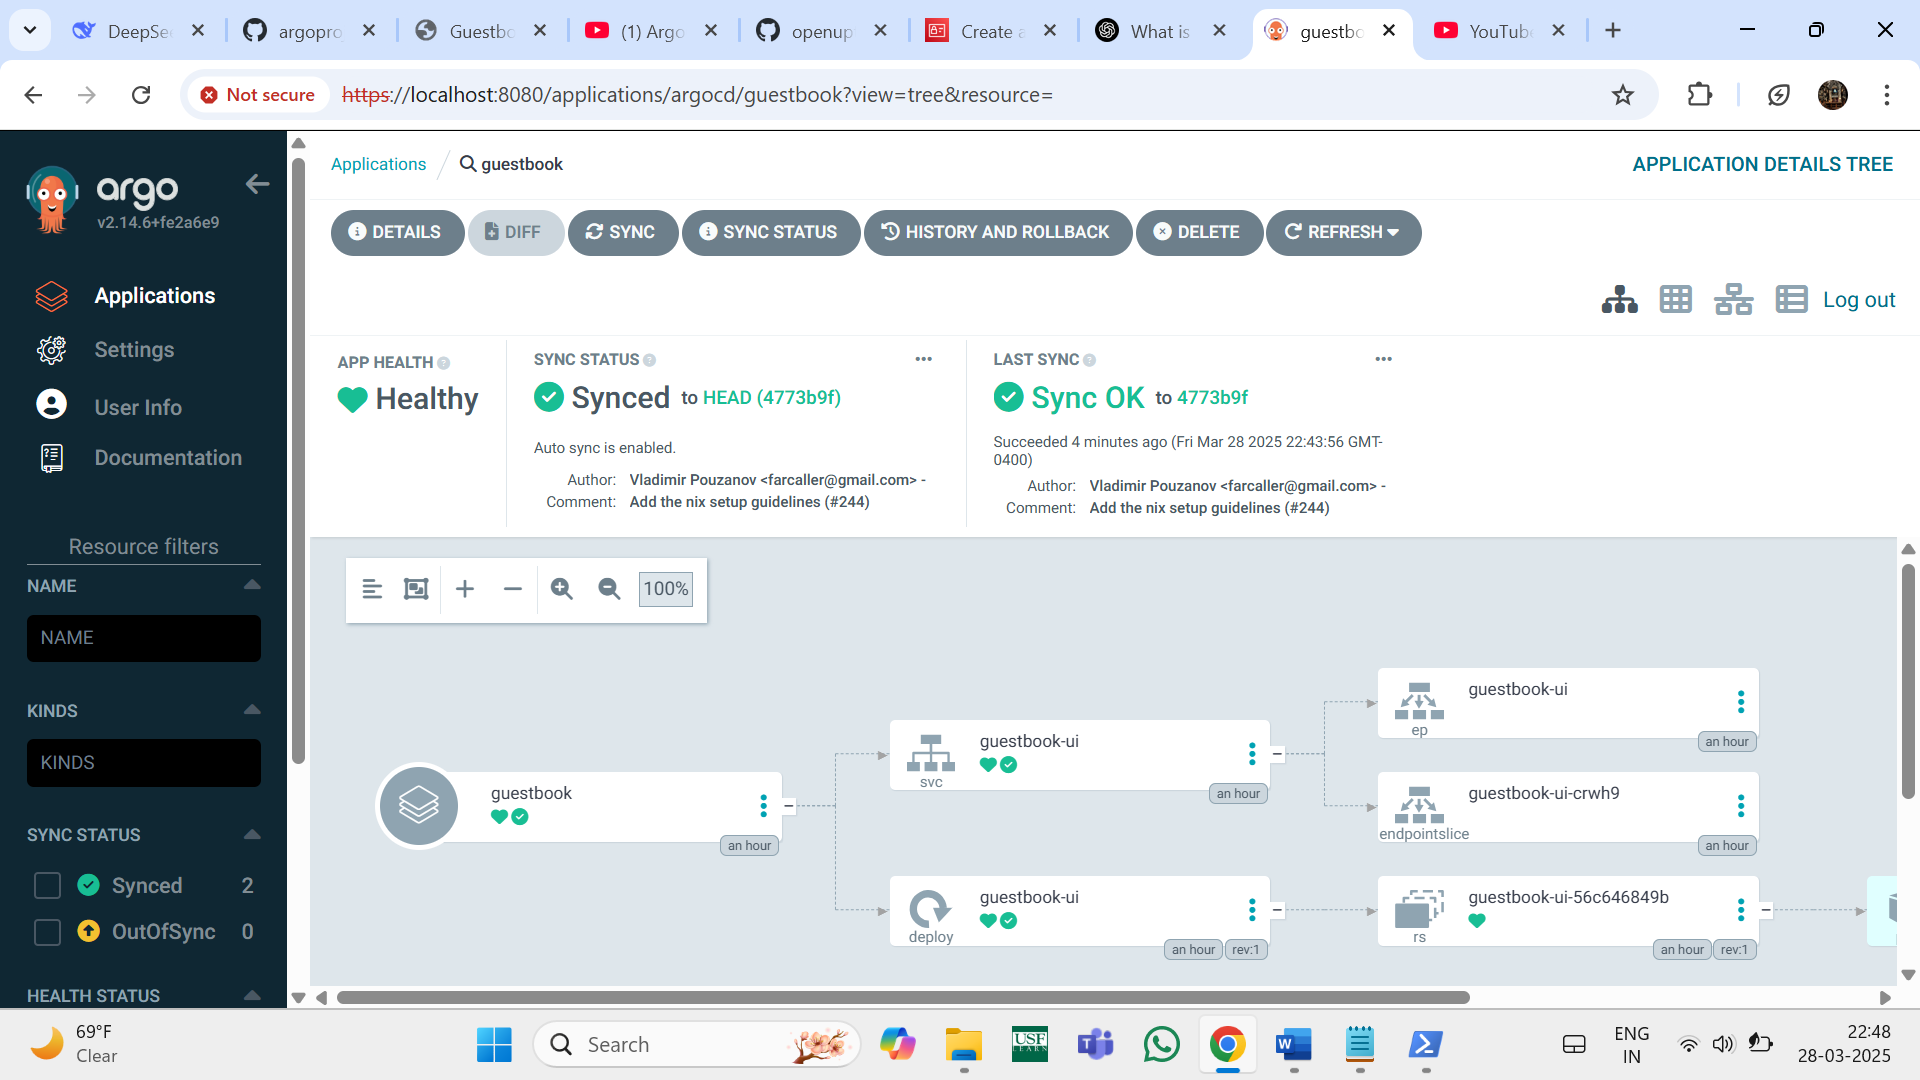 DeepSe
argopro
Guestbo
(1) Argo
openup
Create a
What is
guestbo
YouTube
Not secure
https://localhost:8080/applications/argocd/guestbook?view=tree&resource=
argo
v2.14.6+fe2a6e9
Applications
Settings
User Info
Documentation
Resource filters
NAME
NAME
KINDS
KINDS
SYNC STATUS
Synced 2
OutOfSync 0
HEALTH STATUS
Applications / guestbook
APPLICATION DETAILS TREE
DETAILS DIFF SYNC SYNC STATUS HISTORY AND ROLLBACK DELETE REFRESH
Log out
APP HEALTH
Healthy
SYNC STATUS
Synced to HEAD (4773b9f)
Auto sync is enabled.
Author: Vladimir Pouzanov <farcaller@gmail.com> -
Comment: Add the nix setup guidelines (#244)
LAST SYNC
Sync OK to 4773b9f
Succeeded 4 minutes ago (Fri Mar 28 2025 22:43:56 GMT-
0400)
Author: Vladimir Pouzanov <farcaller@gmail.com> -
Comment: Add the nix setup guidelines (#244)
100%
guestbook
an hour
guestbook-ui
svc
an hour
guestbook-ui
deploy
an hour rev:1
guestbook-ui
ep
an hour
guestbook-ui-crwh9
endpointslice
an hour
guestbook-ui-56c646849b
rs
an hour rev:1
69°F
Clear
Search
USF
LEARN
ENG
IN
22:48
28-03-2025